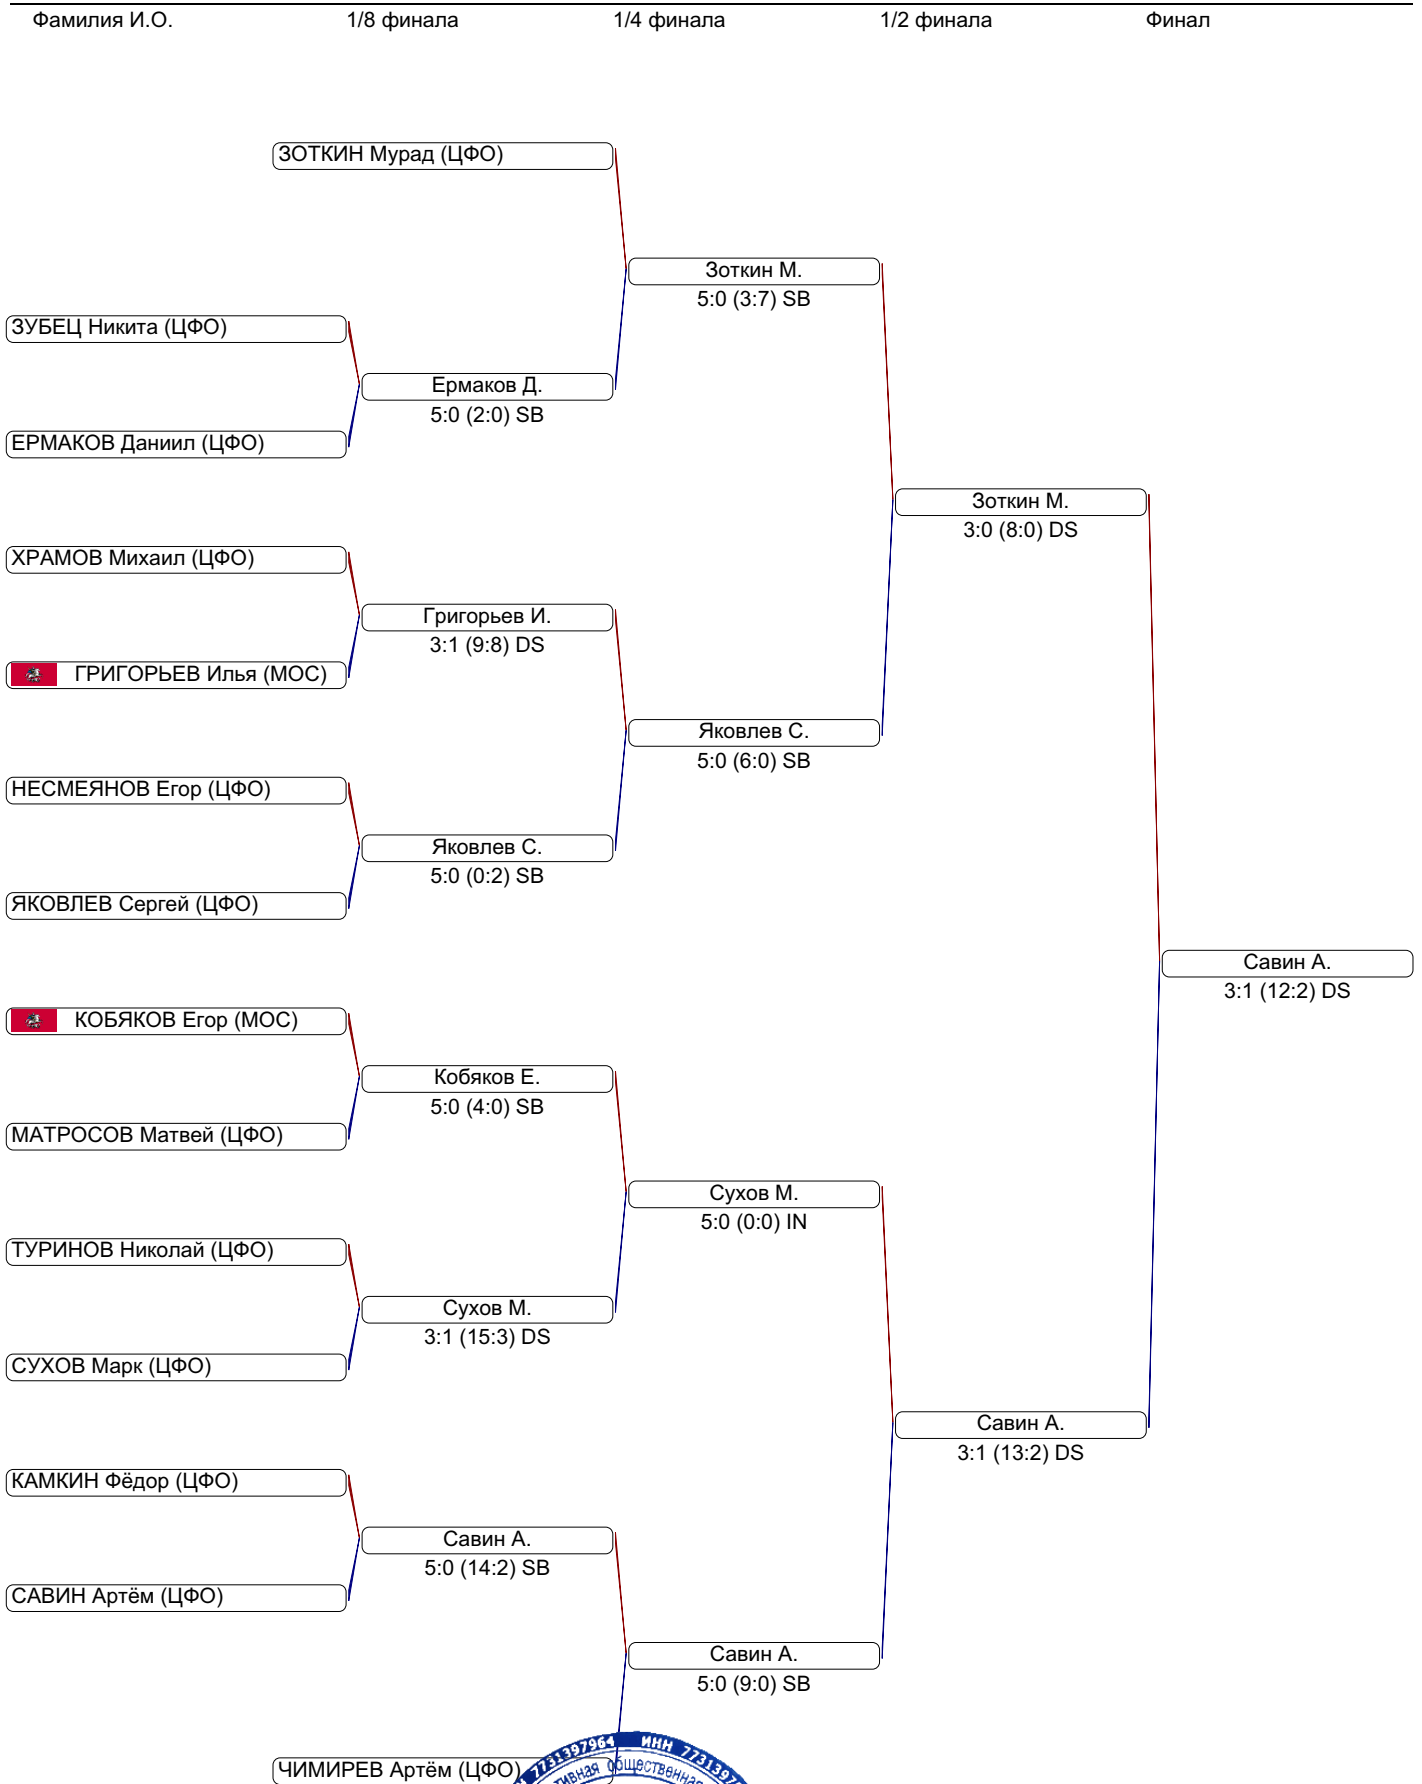 Фамилия И.О. 1/8 финала 1/4 финала 1/2 финала Финал
ЗОТКИН Мурад (ЦФО)
Зоткин М.
5:0 (3:7) SB
ЗУБЕЦ Никита (ЦФО)
Ермаков Д.
5:0 (2:0) SB
ЕРМАКОВ Даниил (ЦФО)
Зоткин М.
3:0 (8:0) DS
ХРАМОВ Михаил (ЦФО)
Григорьев И.
3:1 (9:8) DS
ГРИГОРЬЕВ Илья (МОС)
Яковлев С.
5:0 (6:0) SB
НЕСМЕЯНОВ Егор (ЦФО)
Яковлев С.
5:0 (0:2) SB
ЯКОВЛЕВ Сергей (ЦФО)
Савин А.
3:1 (12:2) DS
КОБЯКОВ Егор (МОС)
Кобяков Е.
5:0 (4:0) SB
МАТРОСОВ Матвей (ЦФО)
Сухов М.
5:0 (0:0) IN
ТУРИНОВ Николай (ЦФО)
Сухов М.
3:1 (15:3) DS
СУХОВ Марк (ЦФО)
Савин А.
3:1 (13:2) DS
КАМКИН Фёдор (ЦФО)
Савин А.
5:0 (14:2) SB
САВИН Артём (ЦФО)
Савин А.
5:0 (9:0) SB
ЧИМИРЕВ Артём (ЦФО)
7731397964 ИНН
общественная